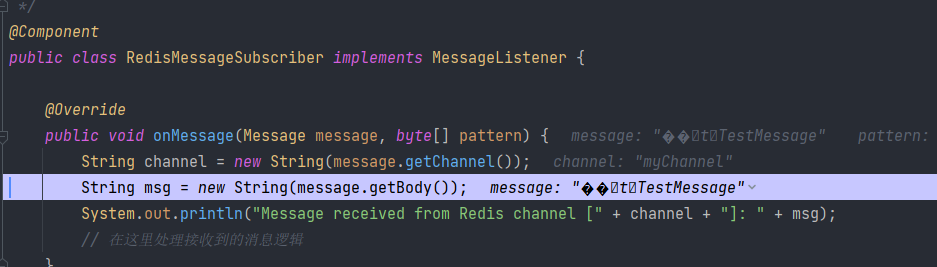 */
@Component
public class RedisMessageSubscriber implements MessageListener {
@Override
public void onMessage(Message message, byte[] pattern) { message: "��□t□TestMessage" pattern:
String channel = new String(message.getChannel()); channel: "myChannel"
String msg = new String(message.getBody()); message: "��□t□TestMessage"
System.out.println("Message received from Redis channel [" + channel + "]: " + msg);
// 在这里处理接收到的消息逻辑
}